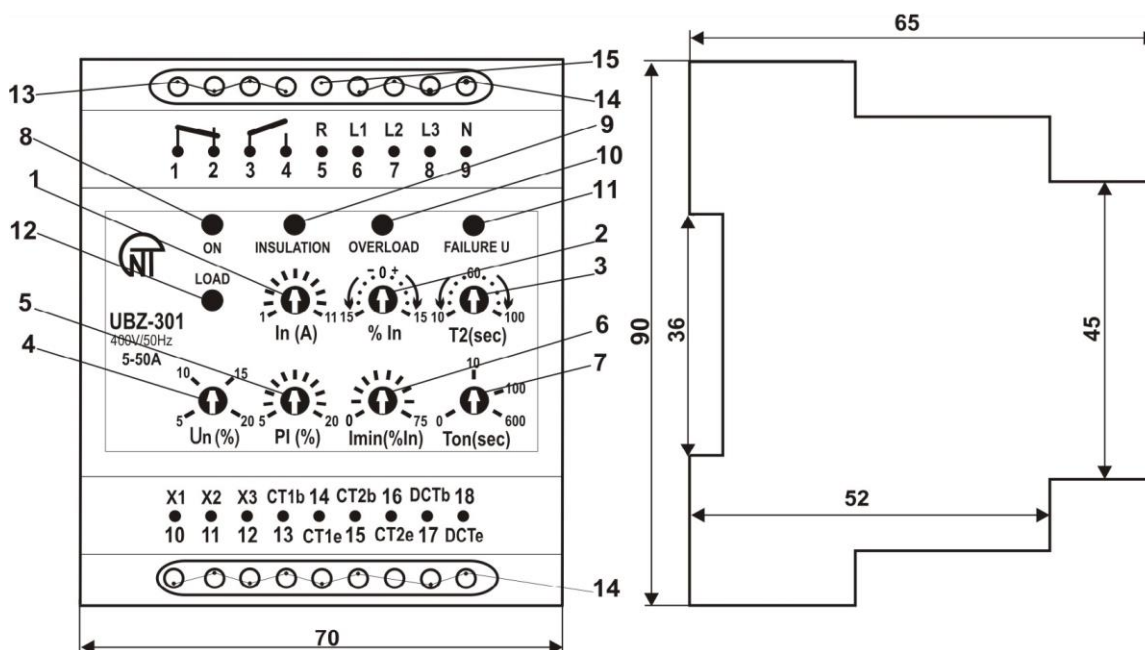 65
13
15
14
R L1 L2 L3 N
1 2 3 4 5 6 7 8 9
8
9
1
10
12
11
ON INSULATION OVERLOAD FAILURE U
2
NT
LOAD
- 0 +
60
3
1 11 15 15 10 100
In (A) % In T2(sec)
5
UBZ-301
400V/50Hz
5-50A
6
4
10 15
10
7
100
5 20 5 20 0 75 0 600
Un (%) PI (%) Imin(%In) Ton(sec)
90
36
45
X1 X2 X3 CT1b 14 CT2b 16 DCTb 18
10 11 12 13 CT1e 15 CT2e 17 DCTe
52
14
70